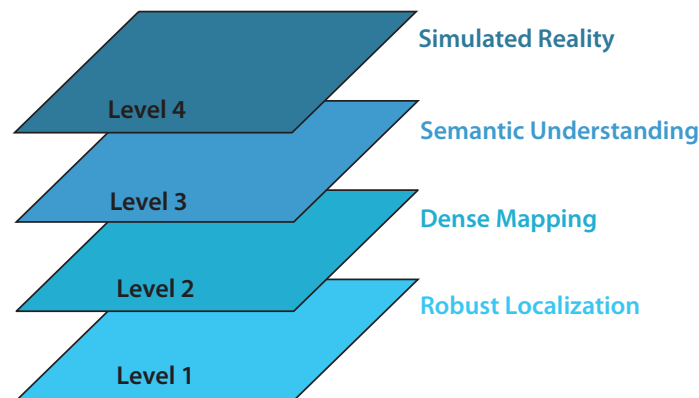 Simulated Reality
Level 4
Semantic Understanding
Level 3
Dense Mapping
Level 2
Robust Localization
Level 1